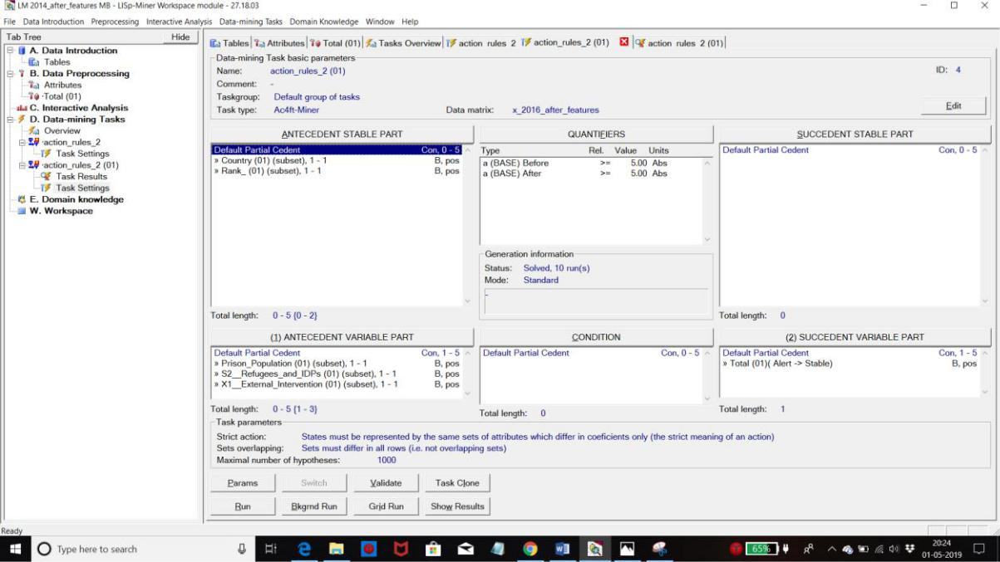 LM 2014_after_features MB - LISp-Miner Workspace module - 27.18.03
File Data Introduction Preprocessing Interactive Analysis Data-mining Tasks Domain Knowledge Window Help
Tab Tree Hide
A. Data Introduction
Tables
B. Data Preprocessing
Attributes
Total (01)
C. Interactive Analysis
D. Data-mining Tasks
Overview
action_rules_2
Task Settings
action_rules_2 (01)
Task Results
Task Settings
E. Domain knowledge
W. Workspace
Tables Attributes Total (01) Tasks Overview action rules 2 action_rules_2 (01) action rules 2 (01)
Data-mining Task basic parameters
Name: action_rules_2 (01) ID: 4
Comment: -
Taskgroup: Default group of tasks
Task type: Ac4ft-Miner Data matrix: x_2016_after_features
Edit
ANTECEDENT STABLE PART
Default Partial Cedent Con, 0 - 5
» Country (01) (subset), 1 - 1 B, pos
» Rank_ (01) (subset), 1 - 1 B, pos
Total length: 0 - 5 {0 - 2}
QUANTIFIERS
Type Rel. Value Units
a (BASE) Before >= 5.00 Abs
a (BASE) After >= 5.00 Abs
Generation information
Status: Solved, 10 run(s)
Mode: Standard
-
SUCCEDENT STABLE PART
Default Partial Cedent Con, 0 - 5
Total length: 0
(1) ANTECEDENT VARIABLE PART
Default Partial Cedent Con, 1 - 5
» Prison_Population (01) (subset), 1 - 1 B, pos
» S2__Refugees_and_IDPs (01) (subset), 1 - 1 B, pos
» X1__External_Intervention (01) (subset), 1 - 1 B, pos
Total length: 0 - 5 {1 - 3}
CONDITION
Default Partial Cedent Con, 0 - 5
Total length: 0
(2) SUCCEDENT VARIABLE PART
Default Partial Cedent Con, 1 - 5
» Total (01)( Alert -> Stable) B, pos
Total length: 1
Task parameters
Strict action: States must be represented by the same sets of attributes which differ in coeficients only (the strict meaning of an action)
Sets overlapping: Sets must differ in all rows (i.e. not overlapping sets)
Maximal number of hypotheses: 1000
Params Switch Validate Task Clone
Run Bkgrnd Run Grid Run Show Results
Ready
Type here to search
65%
20:24
01-05-2019